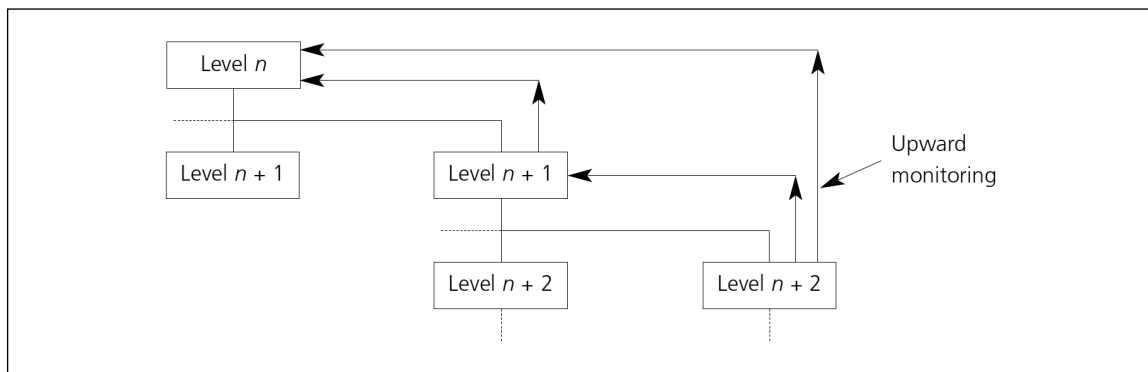 Level n
Level n + 1
Level n + 1
Upward
monitoring
Level n + 2
Level n + 2